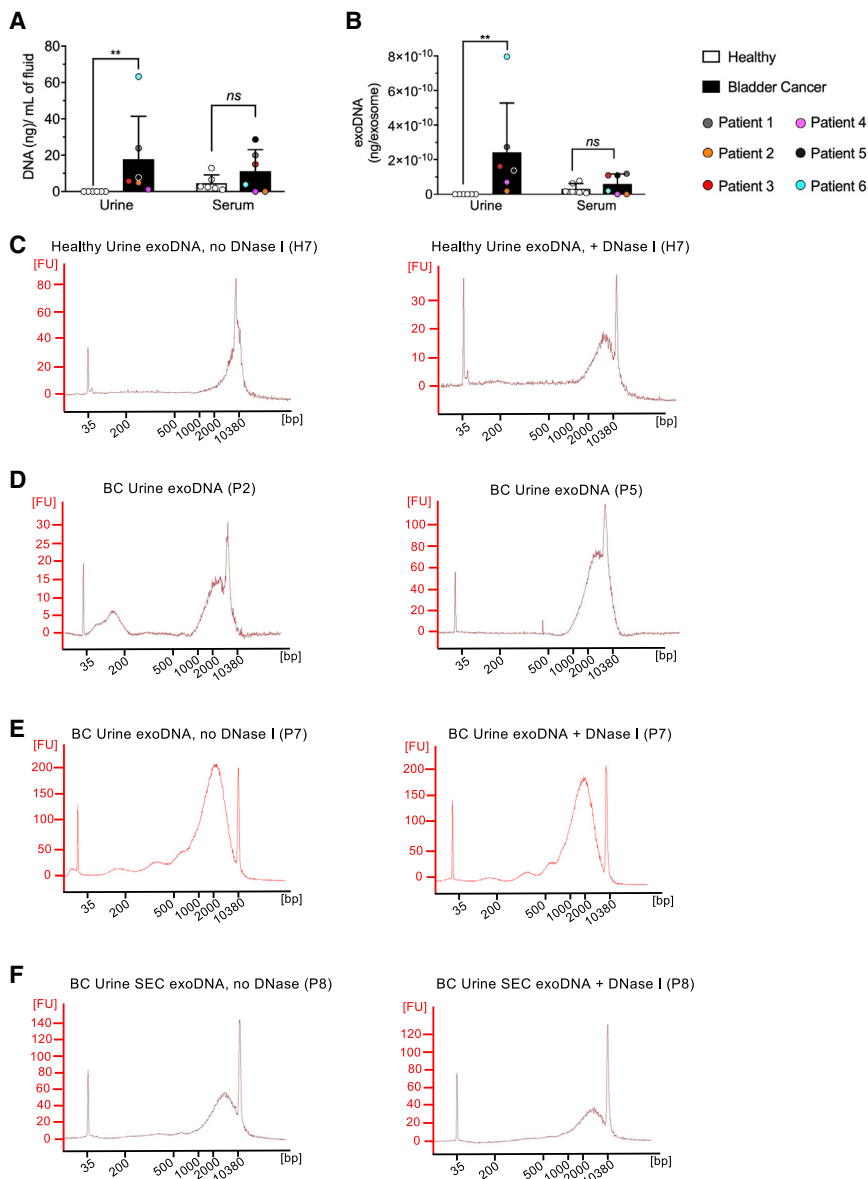 A
DNA (ng)/ mL of fluid
80
60
40
20
0
**
ns
Urine
Serum
B
exoDNA
(ng/exosome)
8×10-10
6×10-10
4×10-10
2×10-10
0
**
ns
Urine
Serum
Healthy
Bladder Cancer
Patient 1
Patient 4
Patient 2
Patient 5
Patient 3
Patient 6
C
Healthy Urine exoDNA, no DNase I (H7)
[FU]
80
60
40
20
0
35 200 500 1000 2000 10380 [bp]
Healthy Urine exoDNA, + DNase I (H7)
[FU]
30
20
10
0
35 200 500 1000 2000 10380 [bp]
D
BC Urine exoDNA (P2)
[FU]
30
25
20
15
10
5
0
35 200 500 1000 2000 10380 [bp]
BC Urine exoDNA (P5)
[FU]
100
80
60
40
20
0
35 200 500 1000 2000 10380 [bp]
E
BC Urine exoDNA, no DNase I (P7)
[FU]
200
150
100
50
0
35 200 500 1000 2000 10380 [bp]
BC Urine exoDNA + DNase I (P7)
[FU]
200
150
100
50
0
35 200 500 1000 2000 10380 [bp]
F
BC Urine SEC exoDNA, no DNase (P8)
[FU]
140
120
100
80
60
40
20
0
35 200 500 1000 2000 10380 [bp]
BC Urine SEC exoDNA + DNase I (P8)
[FU]
120
100
80
60
40
20
0
35 200 500 1000 2000 10380 [bp]